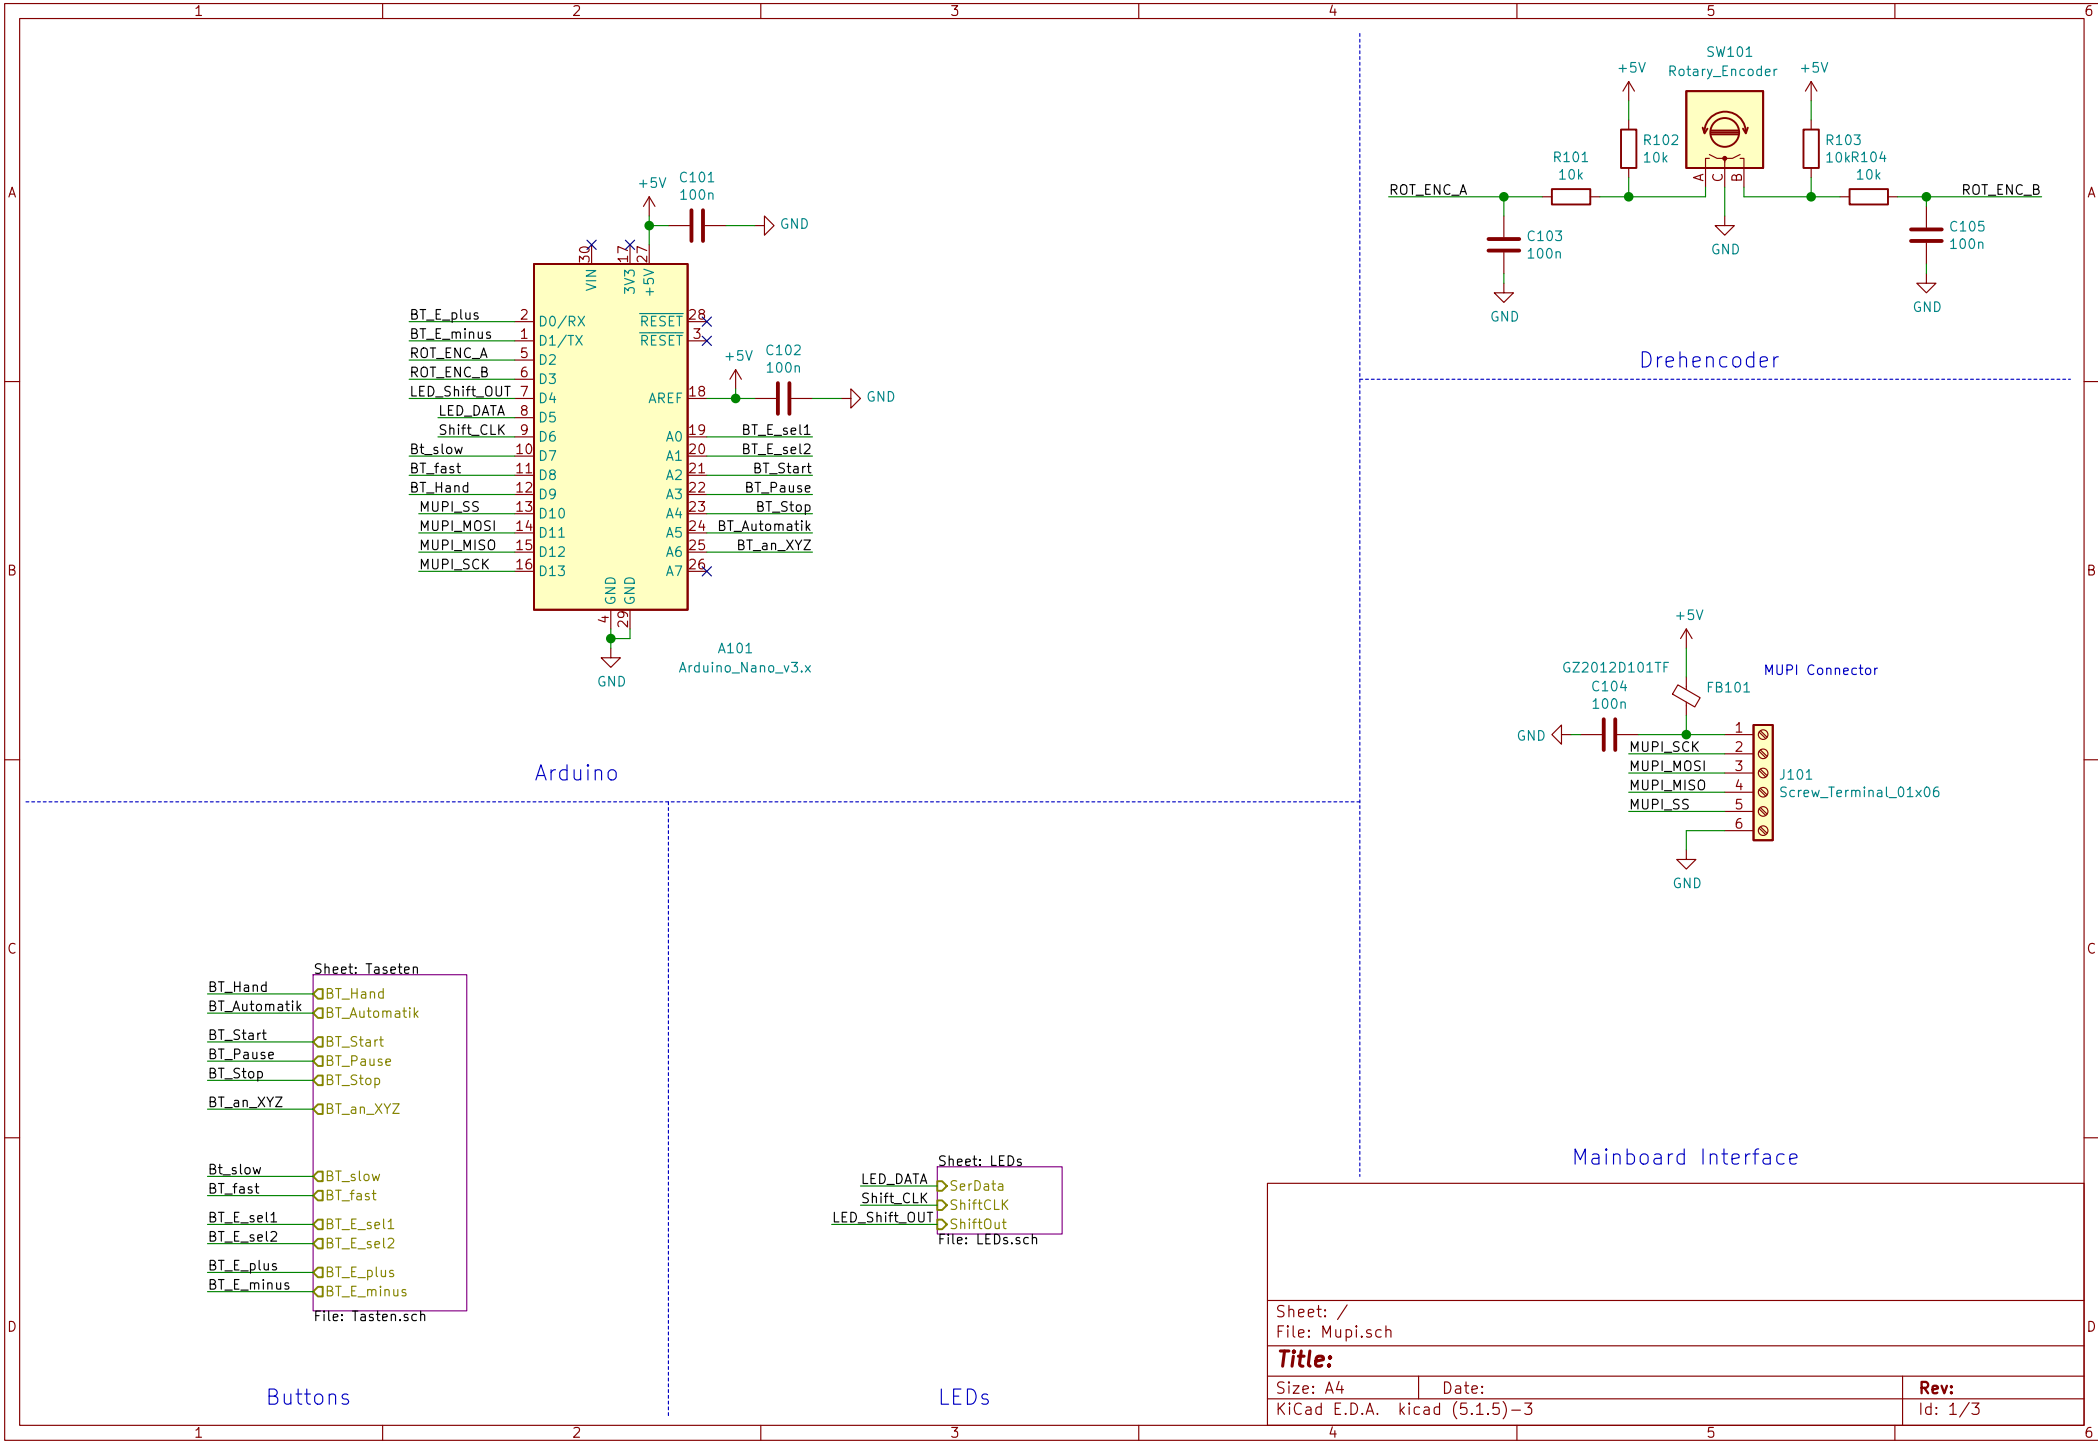 1 2 3 4 5 6
A
B
C
D
A
B
C
D
1 2 3 4 5 6
+5V
C101
100n
GND
30
17
27
VIN
3V3
+5V
BT_E_plus 2 D0/RX
BT_E_minus 1 D1/TX
ROT_ENC_A 5 D2
ROT_ENC_B 6 D3
LED_Shift_OUT 7 D4
LED_DATA 8 D5
Shift_CLK 9 D6
Bt_slow 10 D7
BT_fast 11 D8
BT_Hand 12 D9
MUPI_SS 13 D10
MUPI_MOSI 14 D11
MUPI_MISO 15 D12
MUPI_SCK 16 D13
RESET 28
RESET 3
+5V
C102
100n
GND
AREF 18
A0 19 BT_E_sel1
A1 20 BT_E_sel2
A2 21 BT_Start
A3 22 BT_Pause
A4 23 BT_Stop
A5 24 BT_Automatik
A6 25 BT_an_XYZ
A7 26
GND
GND
4
29
GND
A101
Arduino_Nano_v3.x
Arduino
SW101
Rotary_Encoder
+5V
+5V
R102
10k
R103
10k
R101
10k
R104
10k
A
C
B
ROT_ENC_A
ROT_ENC_B
C103
100n
GND
GND
C105
100n
GND
Drehencoder
+5V
GZ2012D101TF
FB101
MUPI Connector
C104
100n
GND
1
MUPI_SCK 2
MUPI_MOSI 3
MUPI_MISO 4
MUPI_SS 5
6
J101
Screw_Terminal_01x06
GND
Mainboard Interface
Sheet: Taseten
BT_Hand BT_Hand
BT_Automatik BT_Automatik
BT_Start BT_Start
BT_Pause BT_Pause
BT_Stop BT_Stop
BT_an_XYZ BT_an_XYZ
Bt_slow BT_slow
BT_fast BT_fast
BT_E_sel1 BT_E_sel1
BT_E_sel2 BT_E_sel2
BT_E_plus BT_E_plus
BT_E_minus BT_E_minus
File: Tasten.sch
Buttons
Sheet: LEDs
LED_DATA SerData
Shift_CLK ShiftCLK
LED_Shift_OUT ShiftOut
File: LEDs.sch
LEDs
Sheet: /
File: Mupi.sch
Title:
Size: A4 Date: Rev:
KiCad E.D.A. kicad (5.1.5)-3 Id: 1/3